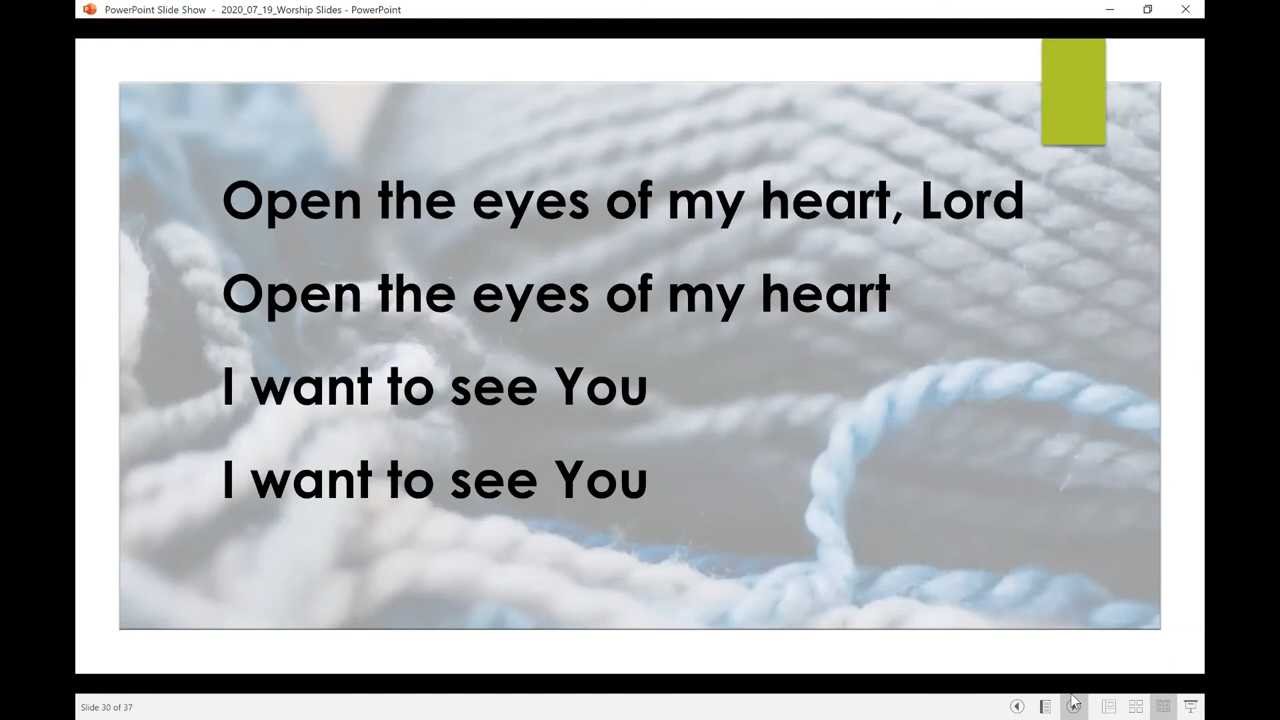 PowerPoint Slide Show - 2020_07_19_Worship Slides - PowerPoint
Open the eyes of my heart, Lord
Open the eyes of my heart
I want to see You
I want to see You
Slide 30 of 37